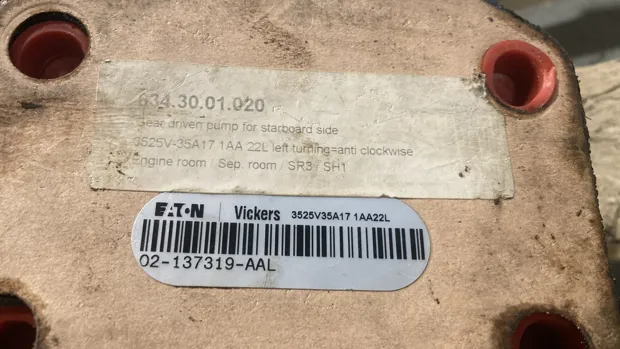 634.30.01.020
Gear driven pump for starboard side
3525V-35A17 1AA 22L left turning=anti clockwise
Engine room / Sep. room / SR3 / SH1
EATON Vickers 3525V35A17 1AA22L
02-137319-AAL